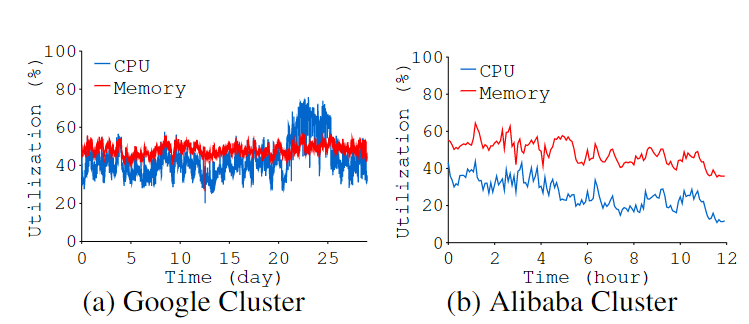 100
80
60
40
20
0
Utilization (%)
CPU
Memory
0 5 10 15 20 25
Time (day)
(a) Google Cluster
100
80
60
40
20
0
Utilization (%)
CPU
Memory
0 2 4 6 8 10 12
Time (hour)
(b) Alibaba Cluster